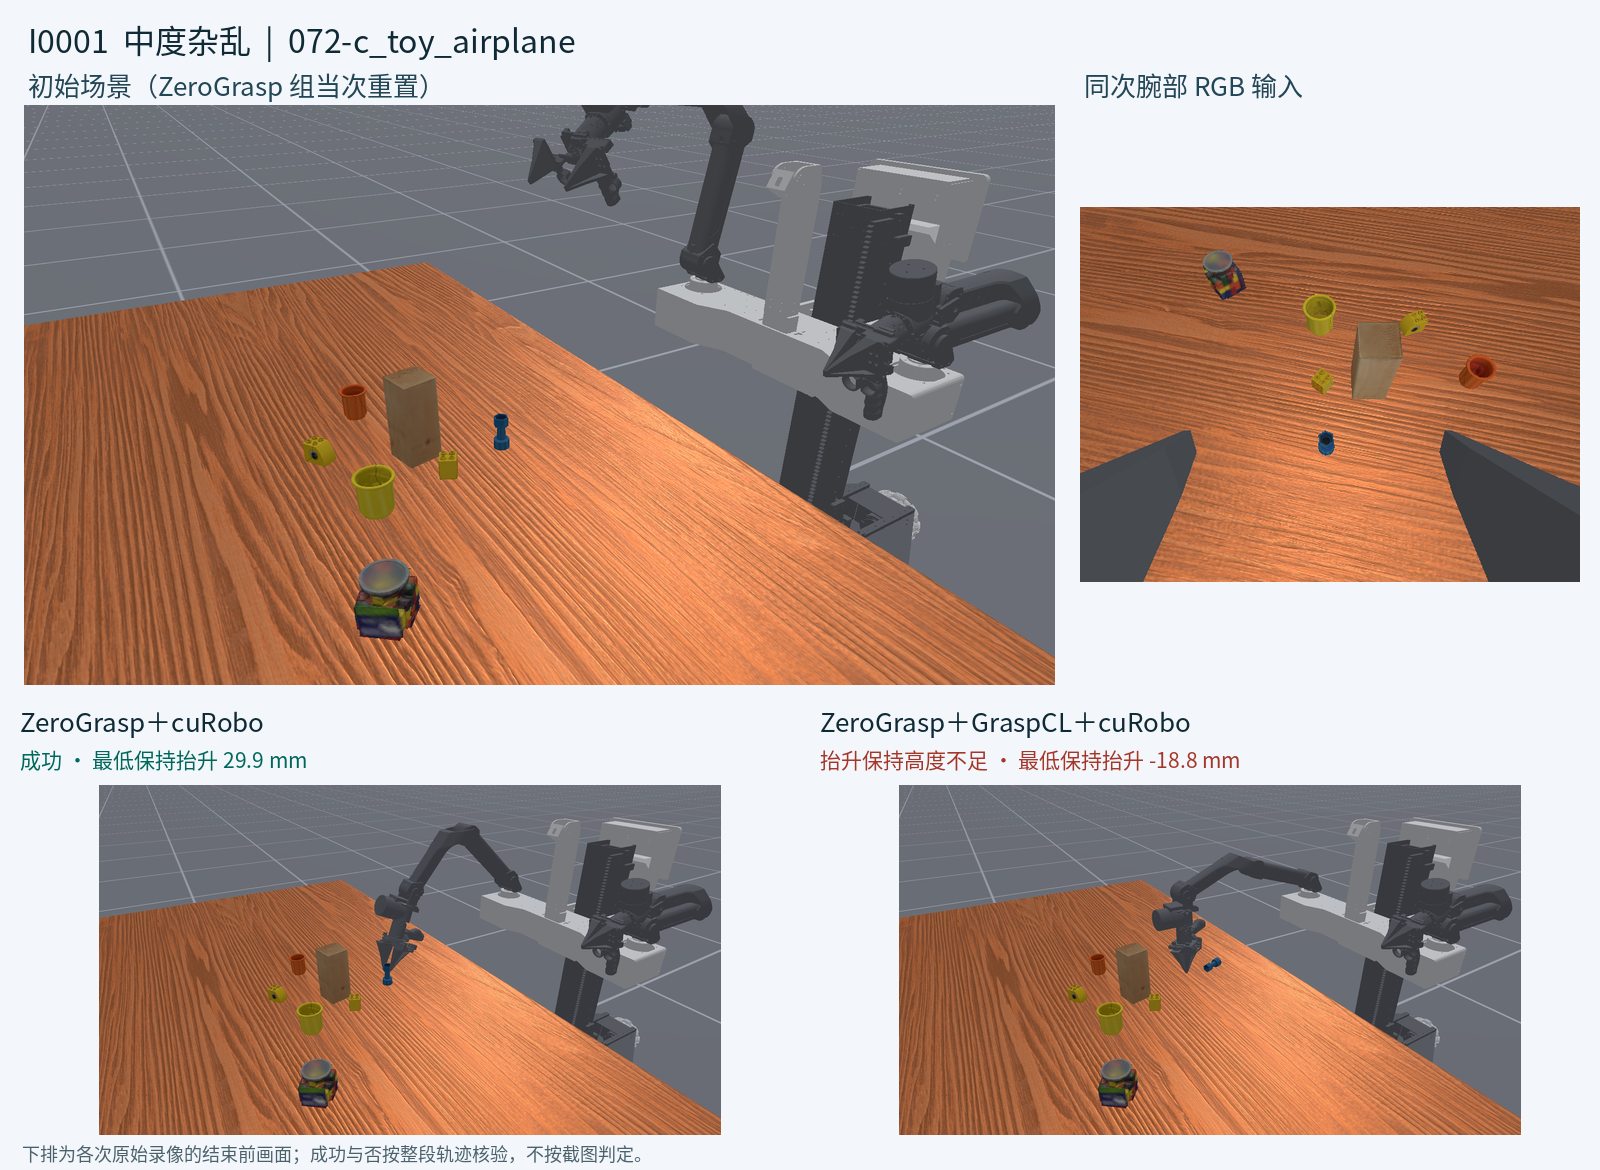 I0001 中度杂乱 | 072-c_toy_airplane
初始场景（ZeroGrasp 组当次重置）
同次腕部 RGB 输入
ZeroGrasp＋cuRobo
成功 · 最低保持抬升 29.9 mm
ZeroGrasp＋GraspCL＋cuRobo
抬升保持高度不足 · 最低保持抬升 -18.8 mm
下排为各次原始录像的结束前画面；成功与否按整段轨迹核验，不按截图判定。